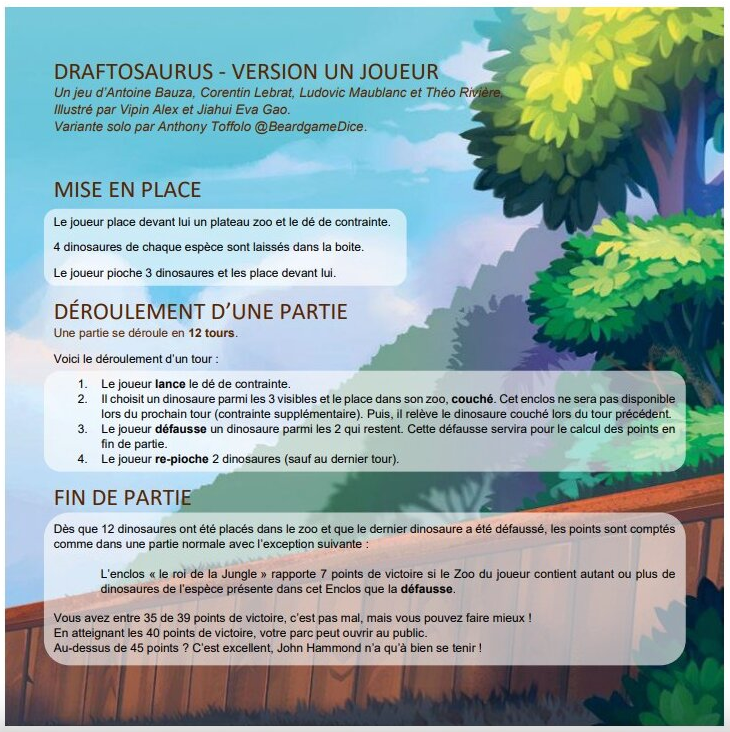 DRAFTOSAURUS - VERSION UN JOUEUR
Un jeu d'Antoine Bauza, Corentin Lebrat, Ludovic Maublanc et Théo Rivière,
Illustré par Vipin Alex et Jiahui Eva Gao.
Variante solo par Anthony Toffolo @BeardgameDice.
MISE EN PLACE
Le joueur place devant lui un plateau zoo et le dé de contrainte.
4 dinosaures de chaque espèce sont laissés dans la boite.
Le joueur pioche 3 dinosaures et les place devant lui.
DÉROULEMENT D'UNE PARTIE
Une partie se déroule en 12 tours.
Voici le déroulement d'un tour :
1. Le joueur lance le dé de contrainte.
2. Il choisit un dinosaure parmi les 3 visibles et le place dans son zoo, couché. Cet enclos ne sera pas disponible
lors du prochain tour (contrainte supplémentaire). Puis, il relève le dinosaure couché lors du tour précédent.
3. Le joueur défausse un dinosaure parmi les 2 qui restent. Cette défausse servira pour le calcul des points en
fin de partie.
4. Le joueur re-pioche 2 dinosaures (sauf au dernier tour).
FIN DE PARTIE
Dès que 12 dinosaures ont été placés dans le zoo et que le dernier dinosaure a été défaussé, les points sont comptés
comme dans une partie normale avec l'exception suivante :
L'enclos « le roi de la Jungle » rapporte 7 points de victoire si le Zoo du joueur contient autant ou plus de
dinosaures de l'espèce présente dans cet Enclos que la défausse.
Vous avez entre 35 de 39 points de victoire, c'est pas mal, mais vous pouvez faire mieux !
En atteignant les 40 points de victoire, votre parc peut ouvrir au public.
Au-dessus de 45 points ? C'est excellent, John Hammond n'a qu'à bien se tenir !